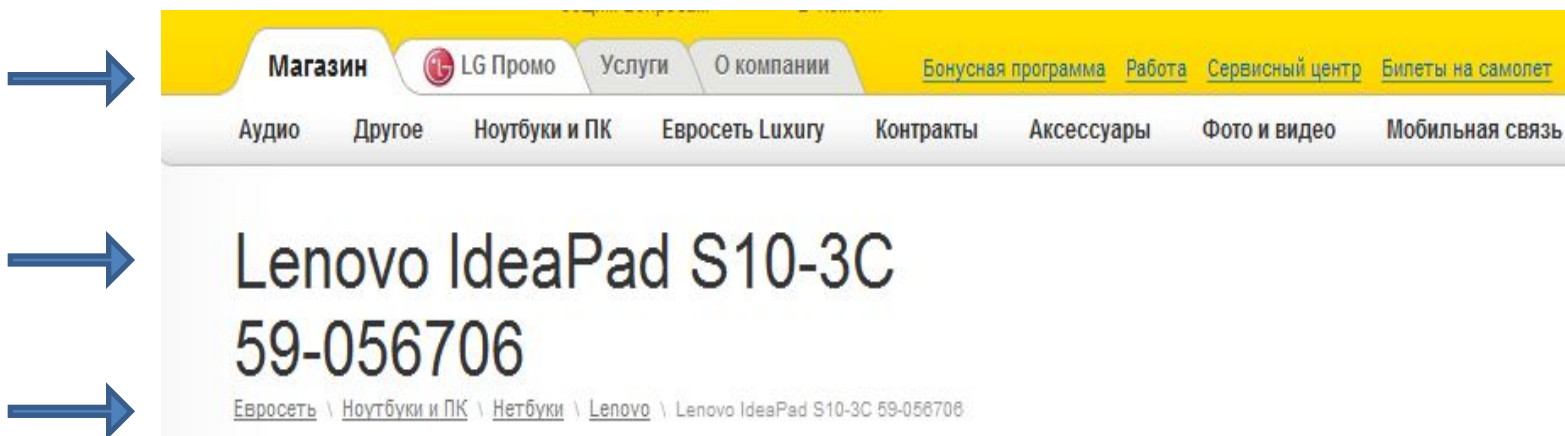 Магазин LG Промо Услуги О компании Бонусная программа Работа Сервисный центр Билеты на самолет
Аудио Другое Ноутбуки и ПК Евросеть Luxury Контракты Аксессуары Фото и видео Мобильная связь
Lenovo IdeaPad S10-3C
59-056706
Евросеть \ Ноутбуки и ПК \ Нетбуки \ Lenovo \ Lenovo IdeaPad S10-3C 59-056706